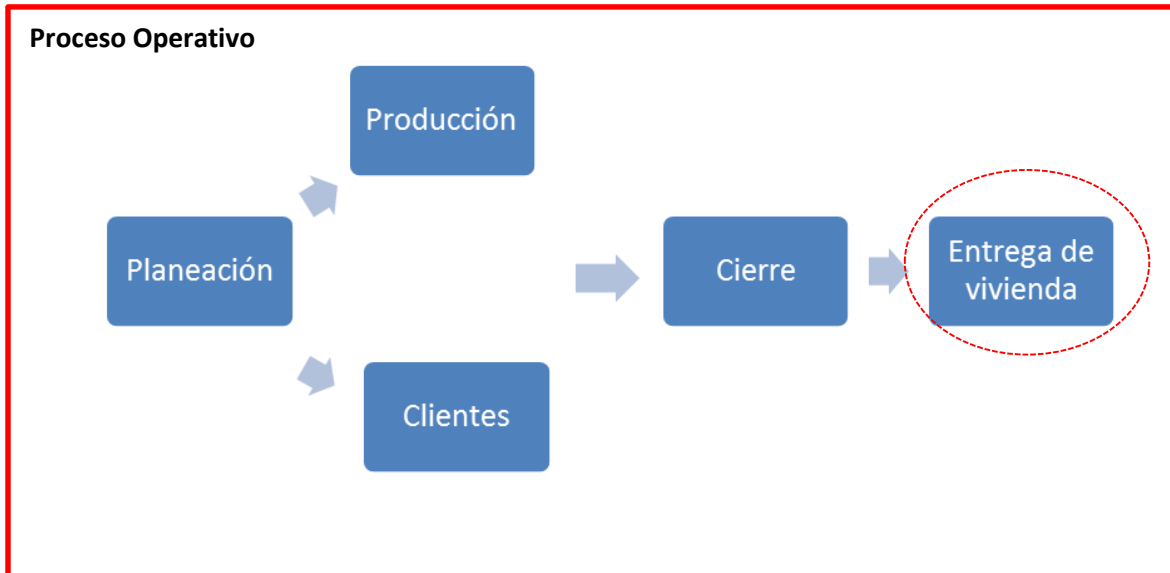 Proceso Operativo
Producción
Planeación
Cierre
Entrega de
vivienda
Clientes